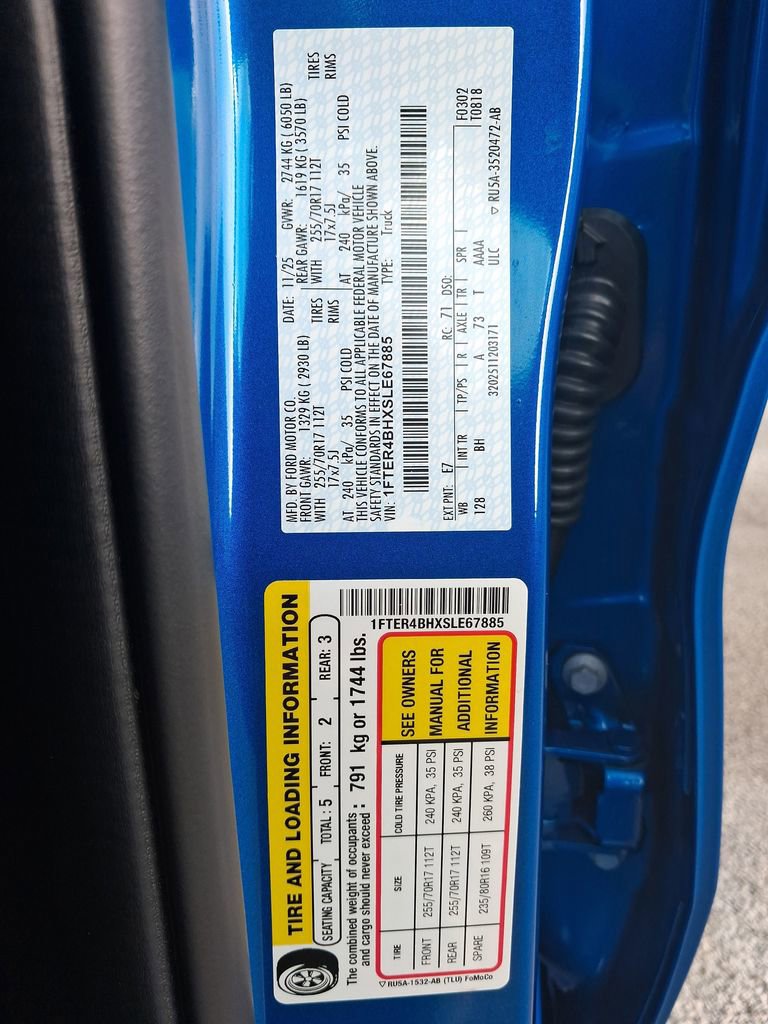 MFD. BY FORD MOTOR CO.
DATE: 11/25 GVWR: 2744 KG ( 6050 LB)
FRONT GAWR: 1329 KG ( 2930 LB) REAR GAWR: 1619 KG ( 3570 LB)
WITH 255/70R17 112T TIRES WITH 255/70R17 112T TIRES
17x7.5J RIMS 17x7.5J RIMS
AT 240 kPa/ 35 PSI COLD AT 240 kPa/ 35 PSI COLD
THIS VEHICLE CONFORMS TO ALL APPLICABLE FEDERAL MOTOR VEHICLE
SAFETY STANDARDS IN EFFECT ON THE DATE OF MANUFACTURE SHOWN ABOVE.
VIN: 1FTER4BHXSLE67885 TYPE: Truck
EXT PNT: E7 RC: 71 DSO: F0302
WB INT TR TP/PS R AXLE TR SPR T0818
128 BH A 73 T AAAA
ULC
3202511203171 RU5A-3520472-AB
TIRE AND LOADING INFORMATION
SEATING CAPACITY TOTAL: 5 FRONT: 2 REAR: 3
The combined weight of occupants and cargo should never exceed : 791 kg or 1744 lbs.
1FTER4BHXSLE67885
TIRE SIZE COLD TIRE PRESSURE
FRONT 255/70R17 112T 240 KPA, 35 PSI
REAR 255/70R17 112T 240 KPA, 35 PSI
SPARE 235/80R16 109T 260 KPA, 38 PSI
SEE OWNERS
MANUAL FOR
ADDITIONAL
INFORMATION
RU5A-1532-AB (TLU) FoMoCo